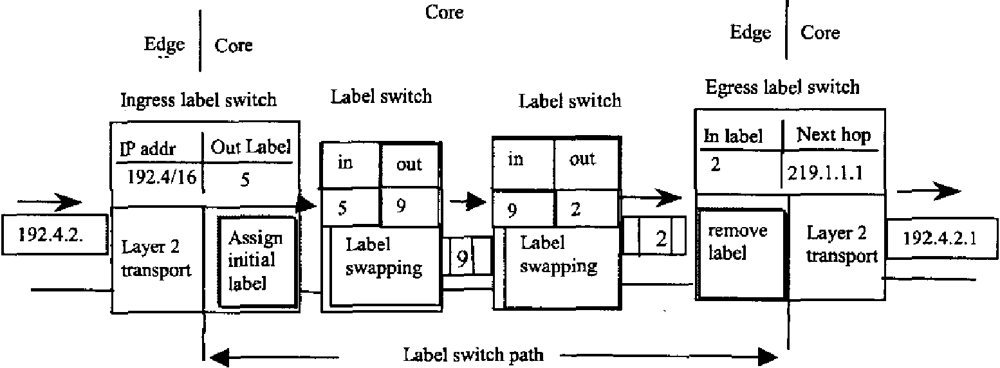 Core
Edge
Core
Edge
Core
Ingress label switch
Label switch
Label switch
Egress label switch
IP addr
Out Label
192.4/16
5
in
out
5
9
in
out
9
2
In label
Next hop
2
219.1.1.1
192.4.2.
Layer 2
transport
Assign
initial
label
Label
swapping
9
Label
swapping
2
remove
label
Layer 2
transport
192.4.2.1
Label switch path